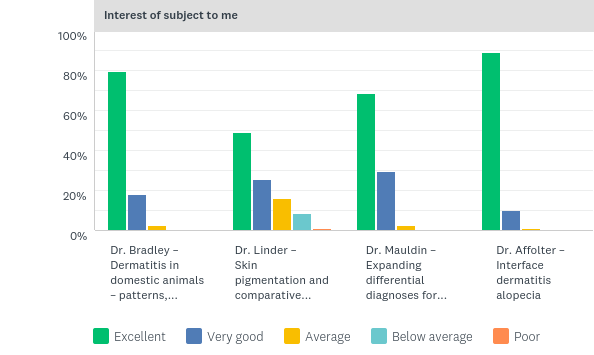 Interest of subject to me
100%
80%
60%
40%
20%
0%
Dr. Bradley –
Dermatitis in
domestic animals
– patterns,...
Dr. Linder –
Skin
pigmentation and
comparative...
Dr. Mauldin –
Expanding
differential
diagnoses for...
Dr. Affolter –
Interface
dermatitis
alopecia
Excellent
Very good
Average
Below average
Poor